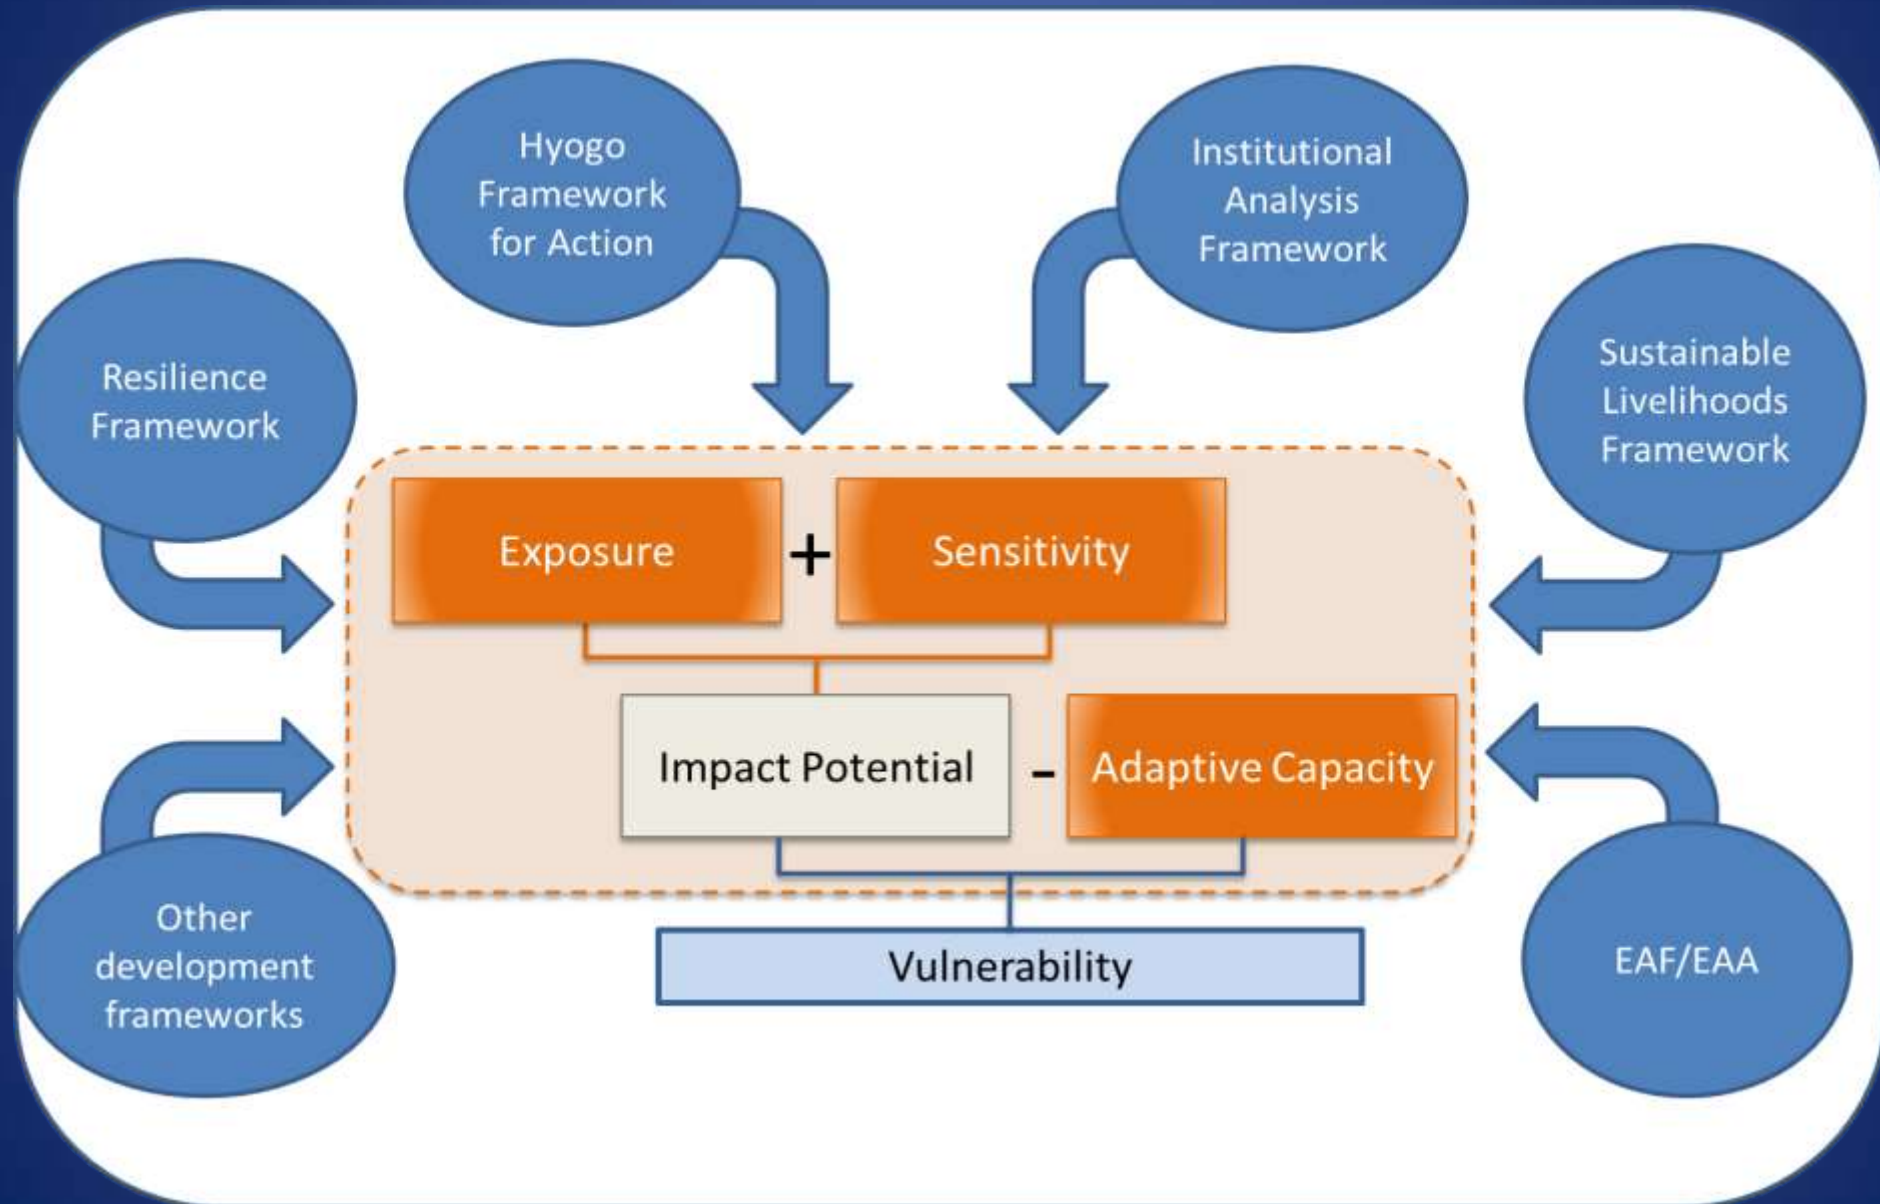 Hyogo
Framework
for Action
Institutional
Analysis
Framework
Resilience
Framework
Sustainable
Livelihoods
Framework
Exposure + Sensitivity
Impact Potential - Adaptive Capacity
Other
development
frameworks
Vulnerability
EAF/EAA